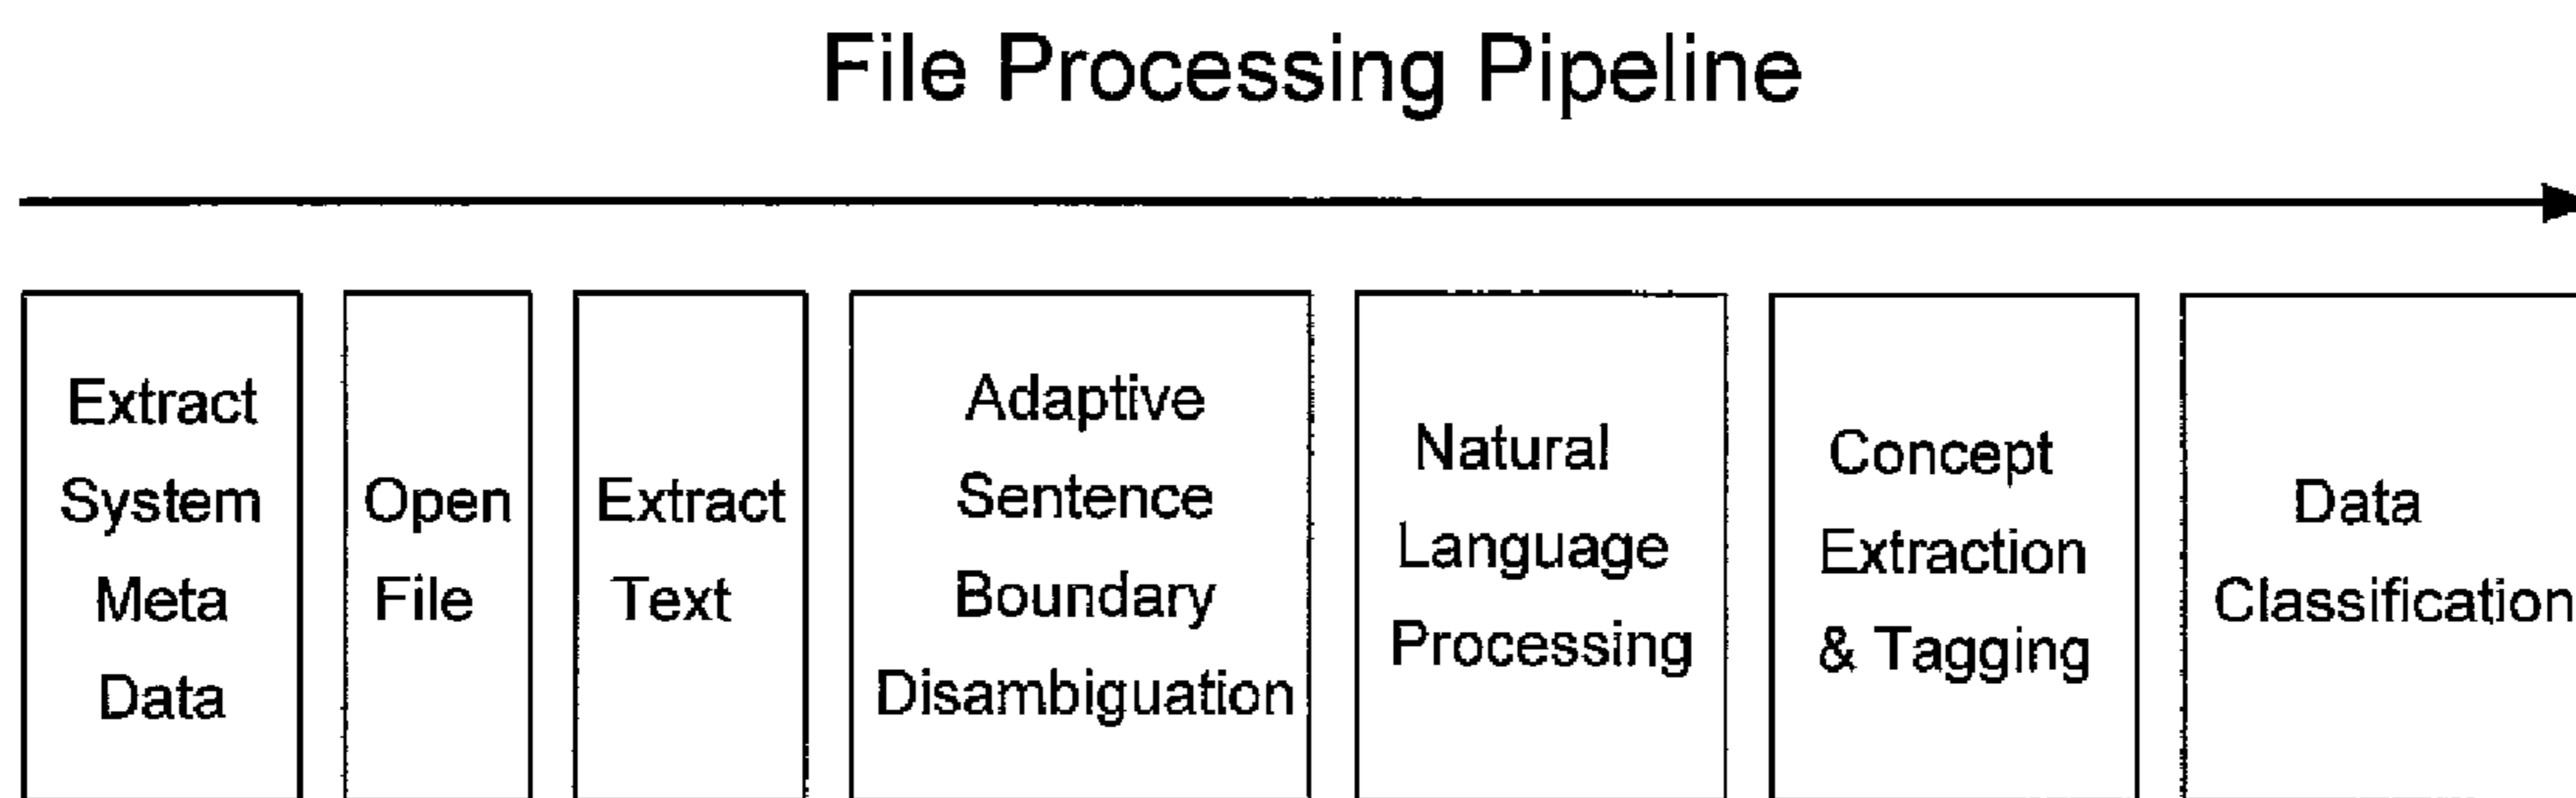 File Processing Pipeline
Extract
System
Meta
Data
Open
File
Extract
Text
Adaptive
Sentence
Boundary
Disambiguation
Natural
Language
Processing
Concept
Extraction
& Tagging
Data
Classification